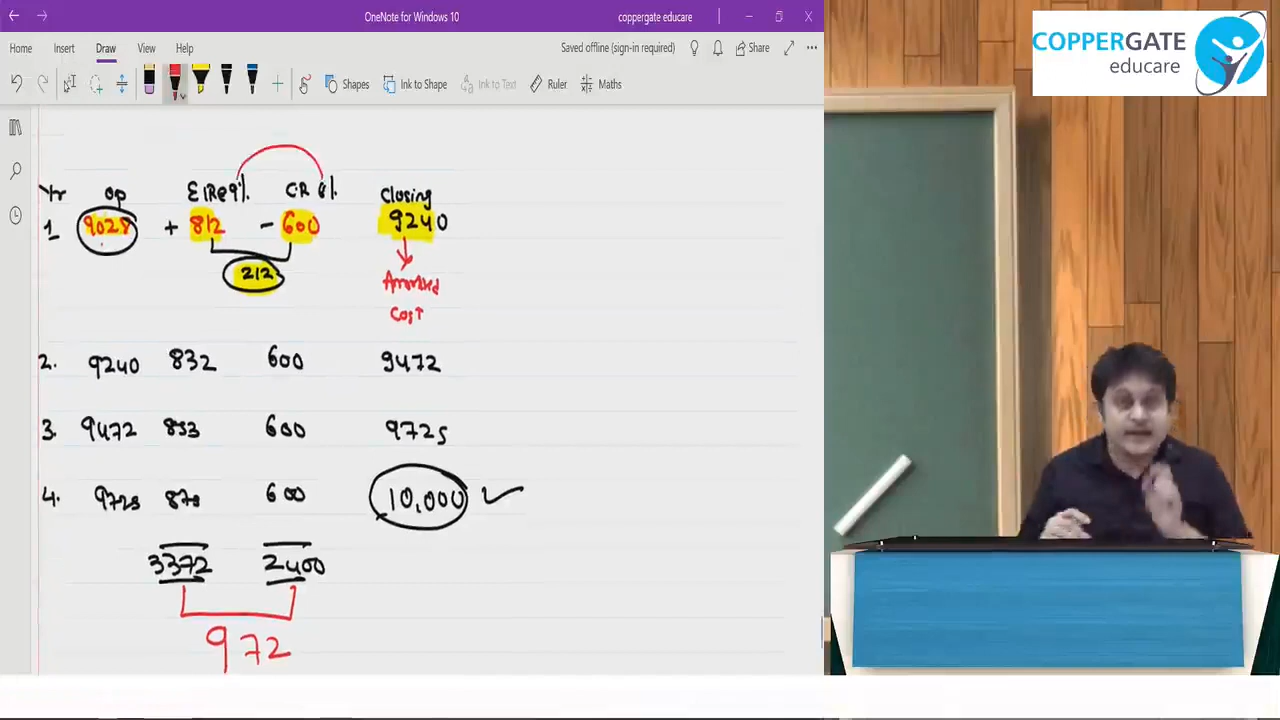 OneNote for Windows 10
coppergate educare
Home Insert Draw View Help
Saved offline (sign-in required)
Share
Shapes
Ink to Shape
Ink to Text
Ruler
Maths
COPPERGATE
educare
Yr Op EIR@9% CR 6% Closing
1 9028 + 812 - 600 9240
212
Amortised
Cost
2. 9240 832 600 9472
3. 9472 853 600 9725
4. 9725 875 600 10,000
3372 2400
972